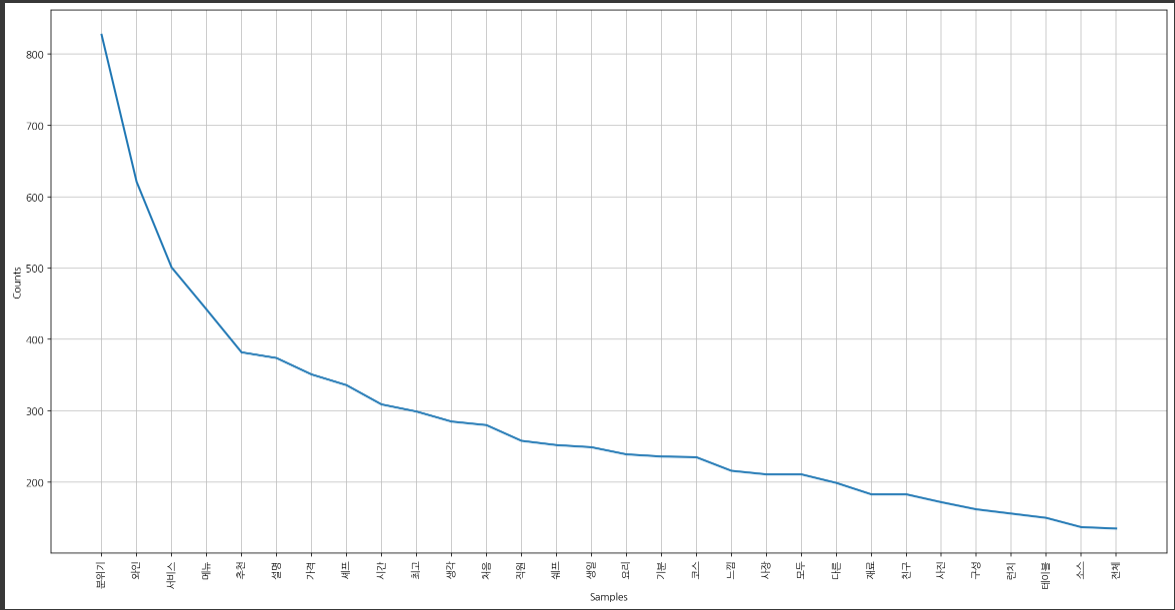 800
700
600
500
400
300
200
Counts
분위기
와인
서비스
메뉴
추천
설명
가격
셰프
시간
최고
생각
처음
직원
쉐프
생일
요리
기분
코스
느낌
사장
모두
다른
재료
친구
사진
구성
런치
테이블
소스
전체
Samples